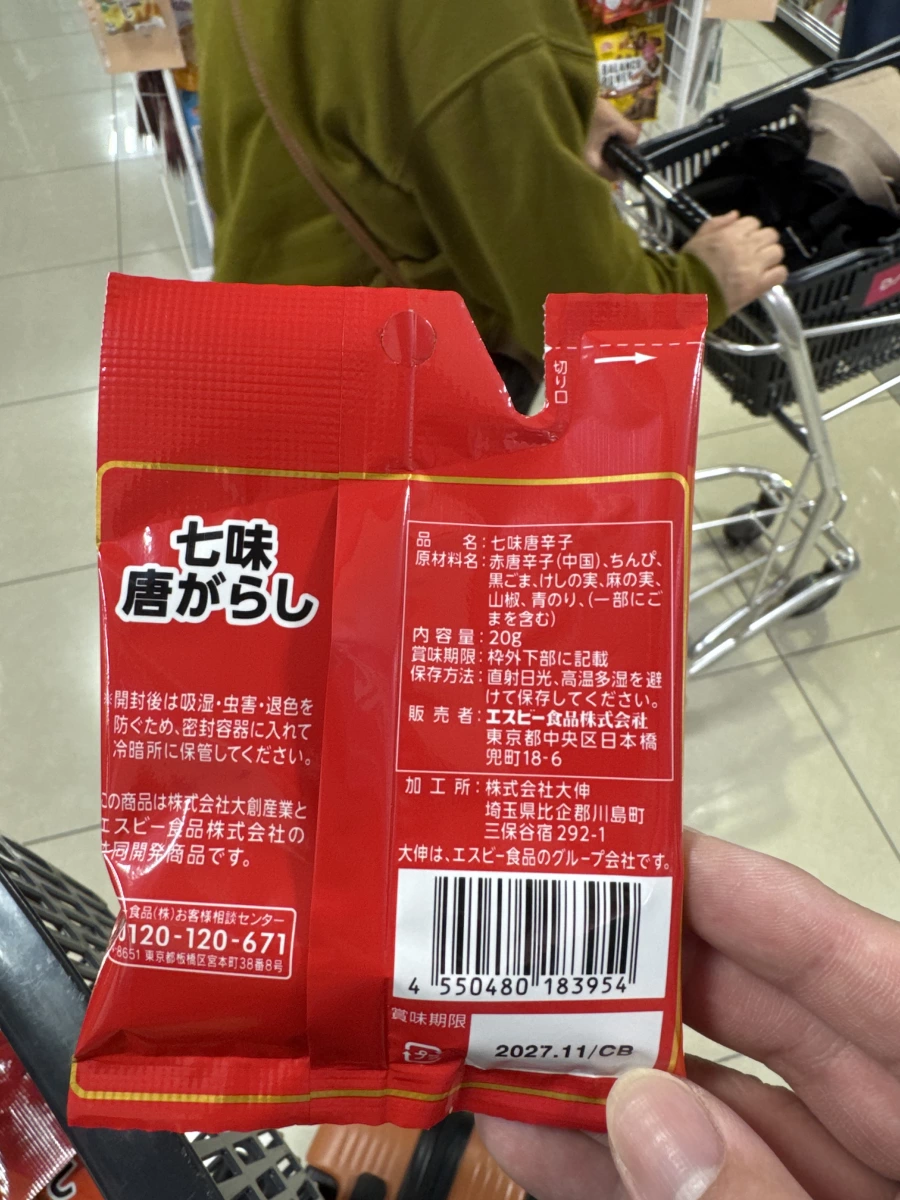 BALANCE
切り口
七味
唐がらし
※開封後は吸湿・虫害・退色を
防ぐため、密封容器に入れて
冷暗所に保管してください。
この商品は株式会社大創産業と
エスビー食品株式会社の
共同開発商品です。
食品(株)お客様相談センター
0120-120-671
8651 東京都板橋区宮本町38番8号
品名:七味唐辛子
原材料名:赤唐辛子(中国)、ちんぴ、
黒ごま、けしの実、麻の実、
山椒、青のり、(一部にご
まを含む)
内容量:20g
賞味期限:枠外下部に記載
保存方法:直射日光、高温多湿を避
けて保存してください。
販売者:エスビー食品株式会社
東京都中央区日本橋
兜町18-6
加工所:株式会社大伸
埼玉県比企郡川島町
三保谷宿292-1
大伸は、エスビー食品のグループ会社です。
4 550480 183954
賞味期限
プラ
2027.11/CB